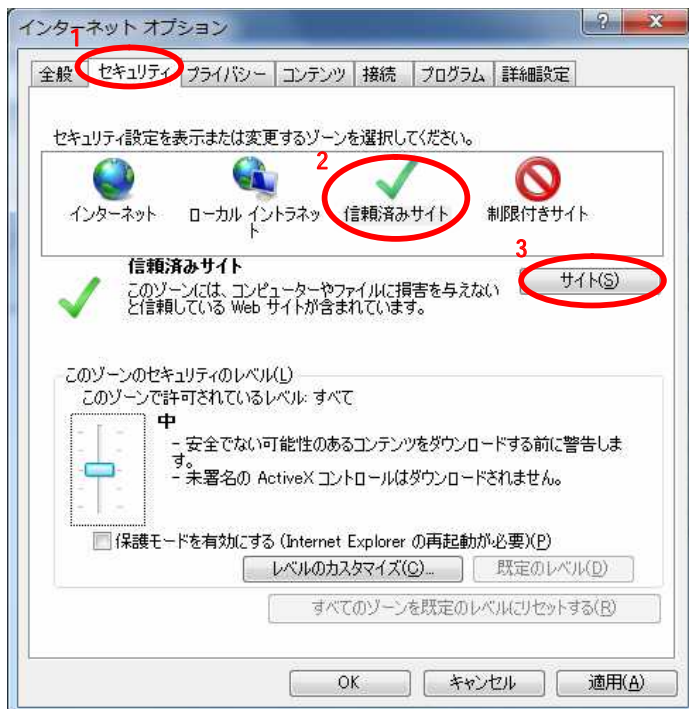 インターネット オプション
1
全般 セキュリティ プライバシー コンテンツ 接続 プログラム 詳細設定
セキュリティ設定を表示または変更するゾーンを選択してください。
2
インターネット ローカル イントラネット 信頼済みサイト 制限付きサイト
3
信頼済みサイト
サイト(S)
このゾーンには、コンピューターやファイルに損害を与えない
と信頼している Web サイトが含まれています。
このゾーンのセキュリティのレベル(L)
このゾーンで許可されているレベル: すべて
中
- 安全でない可能性のあるコンテンツをダウンロードする前に警告しま
す。
- 未署名の ActiveX コントロールはダウンロードされません。
保護モードを有効にする (Internet Explorer の再起動が必要)(P)
レベルのカスタマイズ(C)... 既定のレベル(D)
すべてのゾーンを既定のレベルにリセットする(R)
OK キャンセル 適用(A)